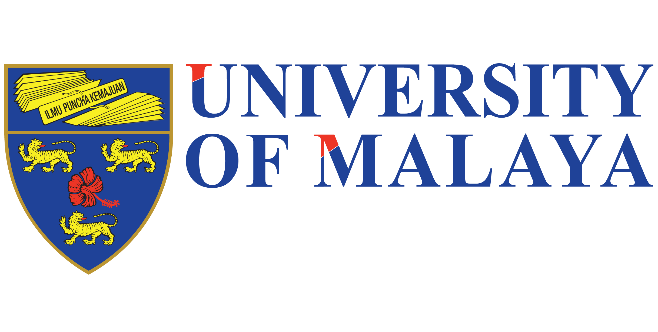 ILMU PUNCHA KEMAJUAN
UNIVERSITY
OF MALAYA